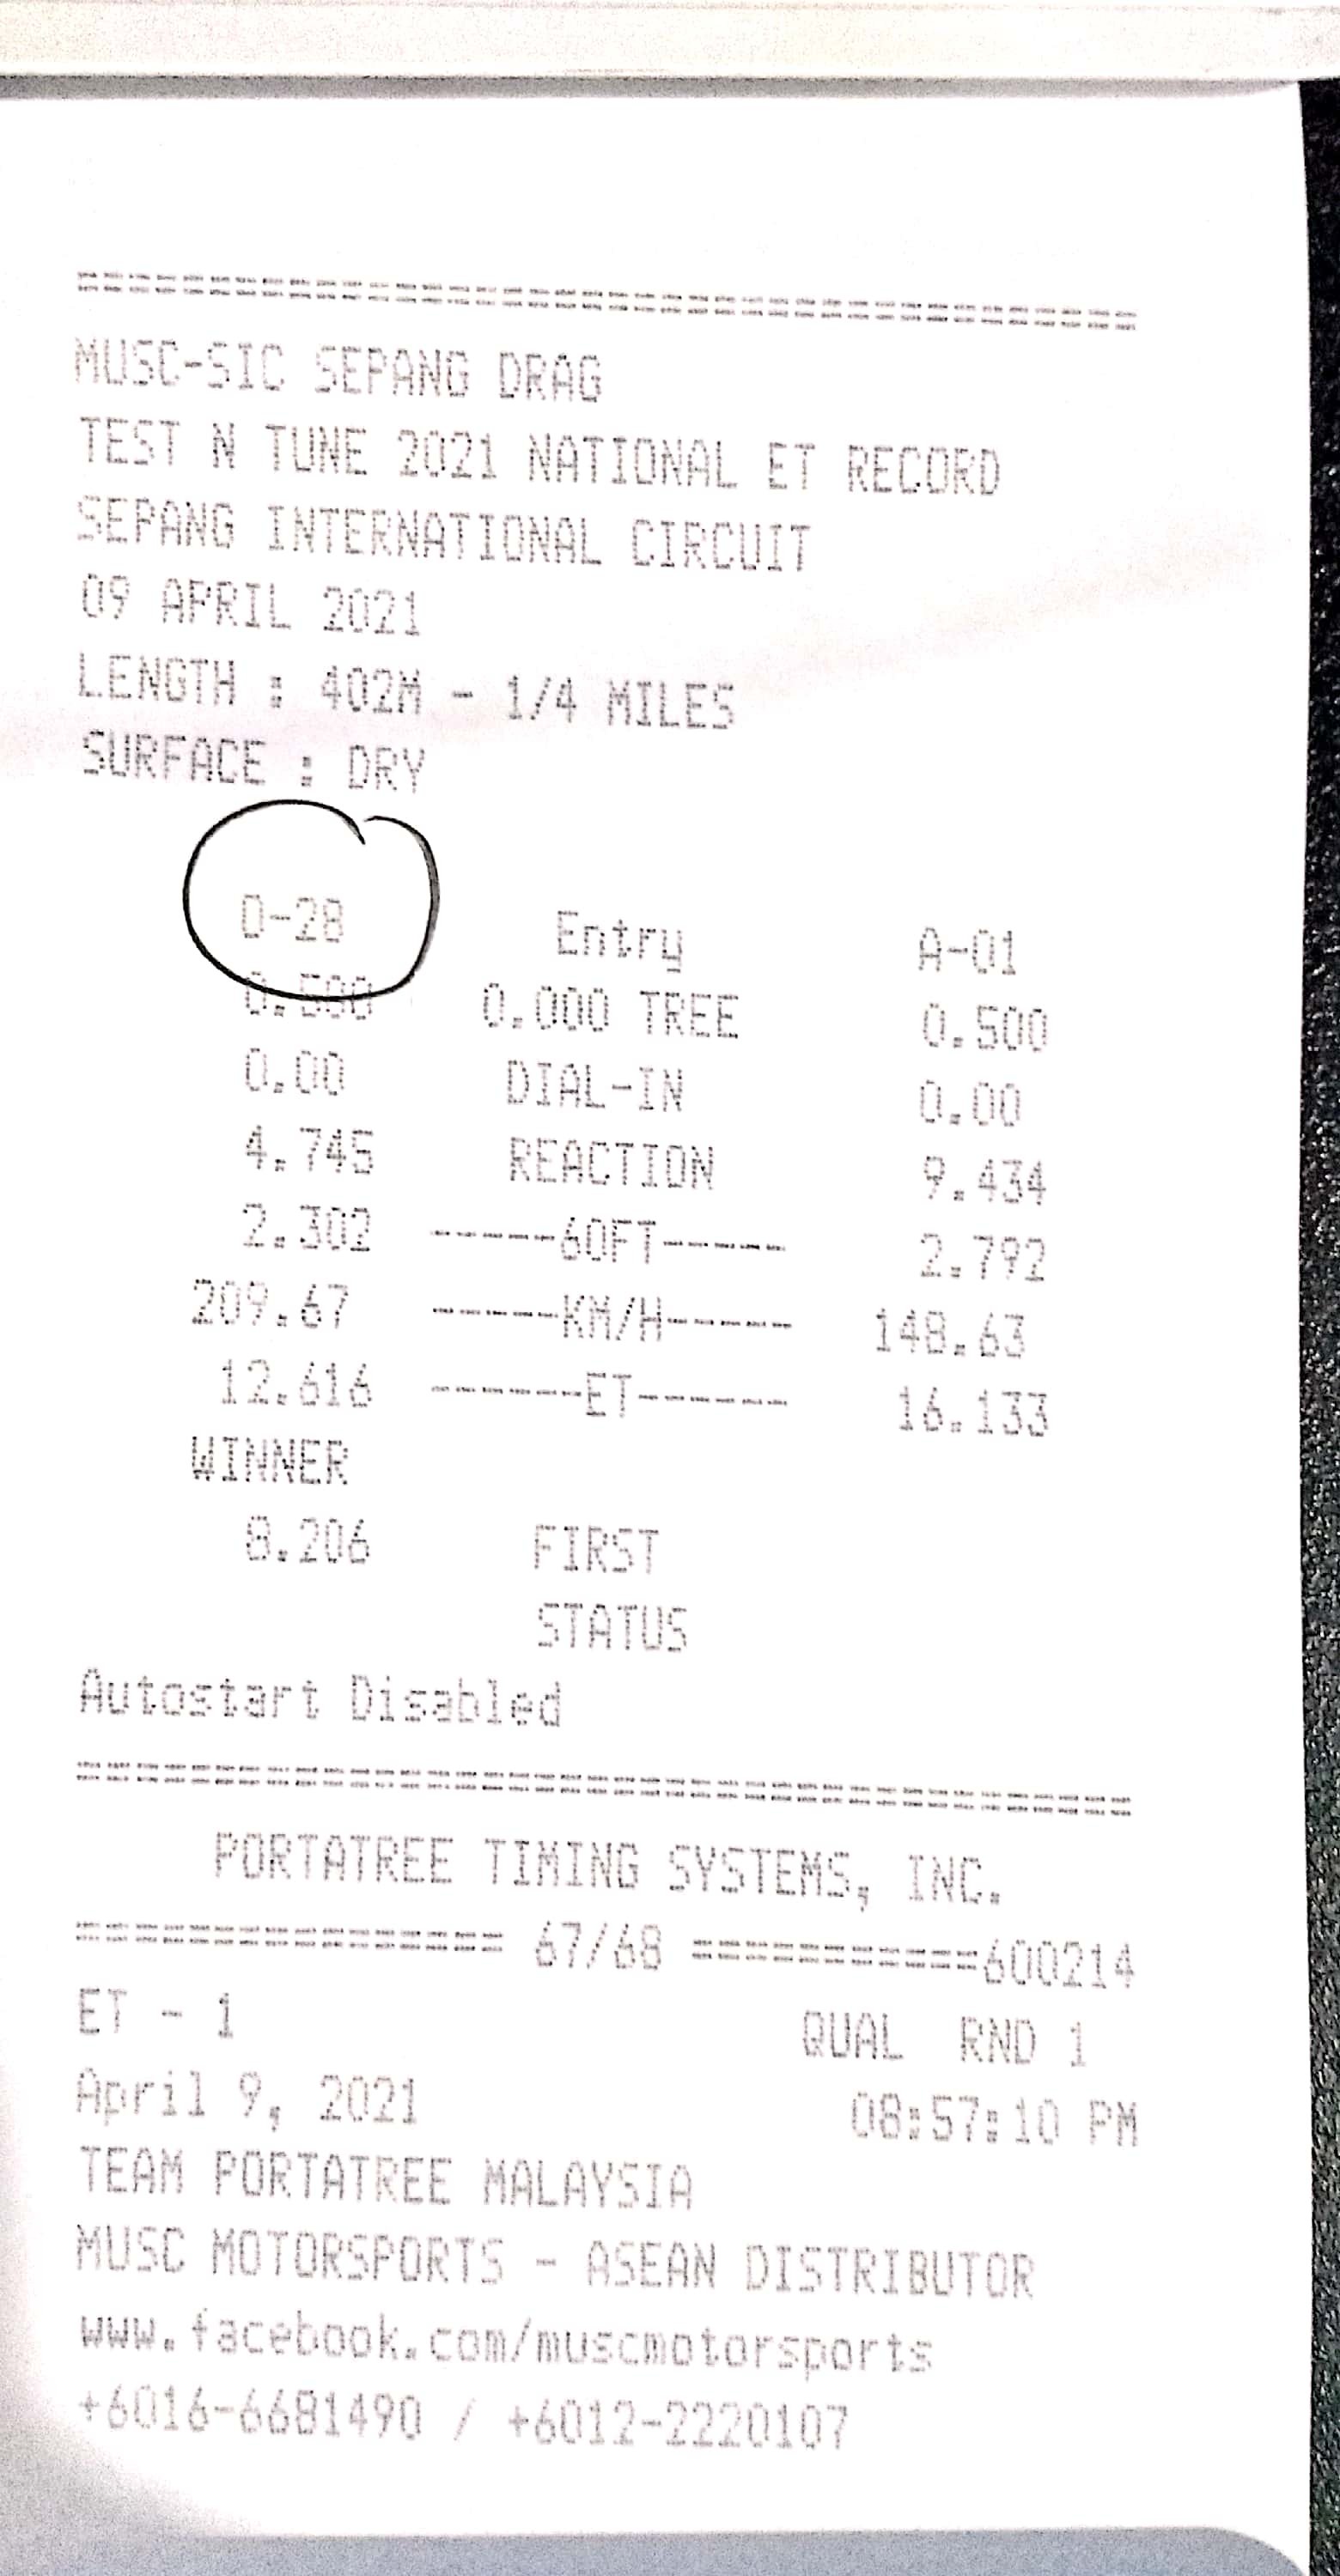 MUSC-SIC SEPANG DRAG
TEST N TUNE 2021 NATIONAL ET RECORD
SEPANG INTERNATIONAL CIRCUIT
09 APRIL 2021
LENGTH : 402M - 1/4 MILES
SURFACE : DRY
D-28 Entry A-01
0.500 0.000 TREE 0.500
0.00 DIAL-IN 0.00
4.745 REACTION 9.434
2.302 ------60FT------ 2.792
209.67 ------KM/H------ 148.63
12.616 -------ET------- 16.133
WINNER
8.206 FIRST
STATUS
Autostart Disabled
PORTATREE TIMING SYSTEMS, INC.
================ 67/68 ===========600214
ET - 1 QUAL RND 1
April 9, 2021 08:57:10 PM
TEAM PORTATREE MALAYSIA
MUSC MOTORSPORTS - ASEAN DISTRIBUTOR
www.facebook.com/muscmotorsports
+6016-6681490 / +6012-2220107